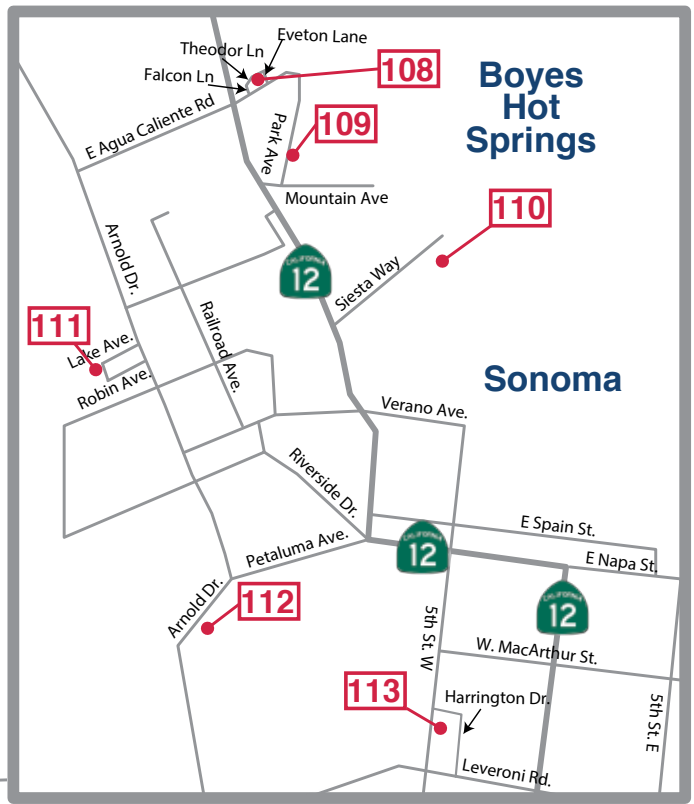 Eveton Lane
Theodor Ln
Falcon Ln
108
Boyes
Hot
Springs
E Agua Caliente Rd
Park Ave
109
Mountain Ave
110
Arnold Dr.
CALIFORNIA
12
Siesta Way
111
Lake Ave.
Railroad Ave.
Robin Ave.
Sonoma
Verano Ave.
Riverside Dr.
E Spain St.
CALIFORNIA
12
Petaluma Ave.
E Napa St.
Arnold Dr.
112
CALIFORNIA
12
5th St. W
W. MacArthur St.
113
Harrington Dr.
5th St. E
Leveroni Rd.